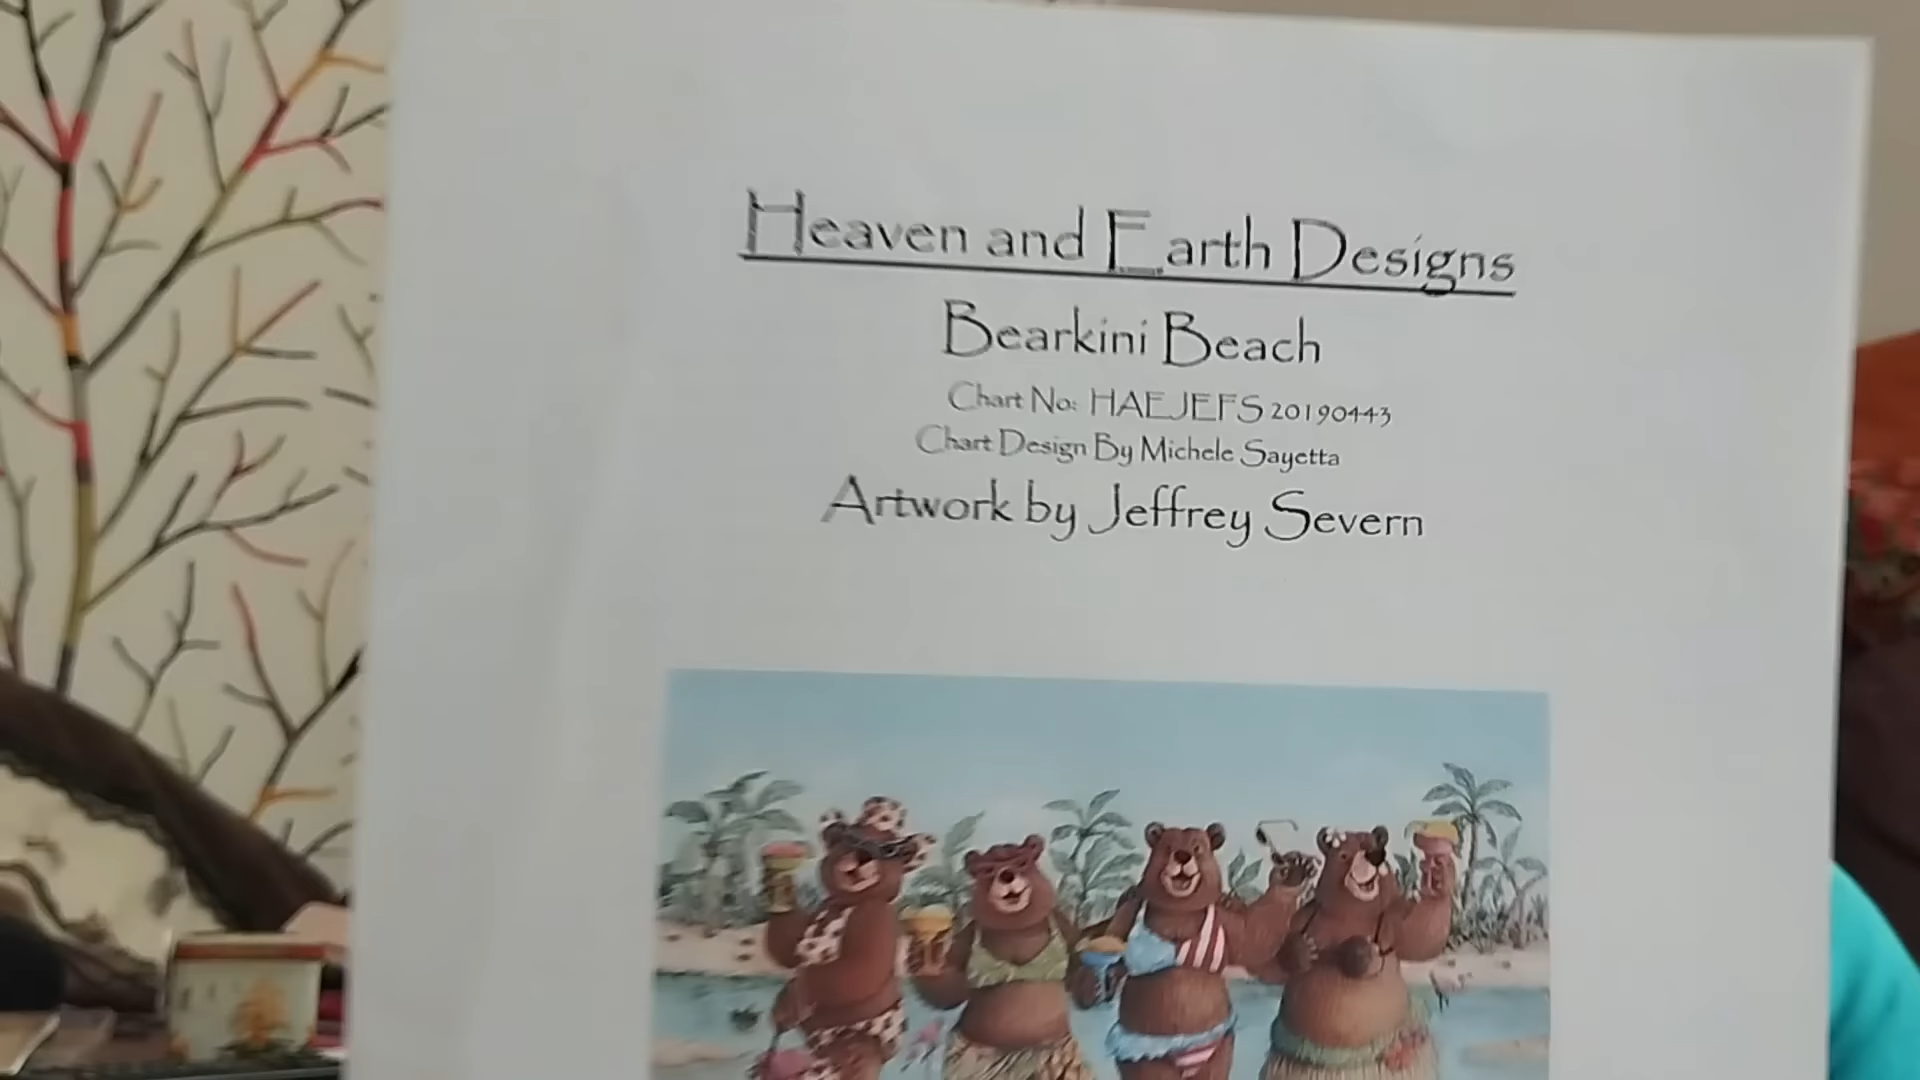 Heaven and Earth Designs
Bearkini Beach
Chart No: HAEJEFS 20190443
Chart Design By Michele Sayetta
Artwork by Jeffrey Severn